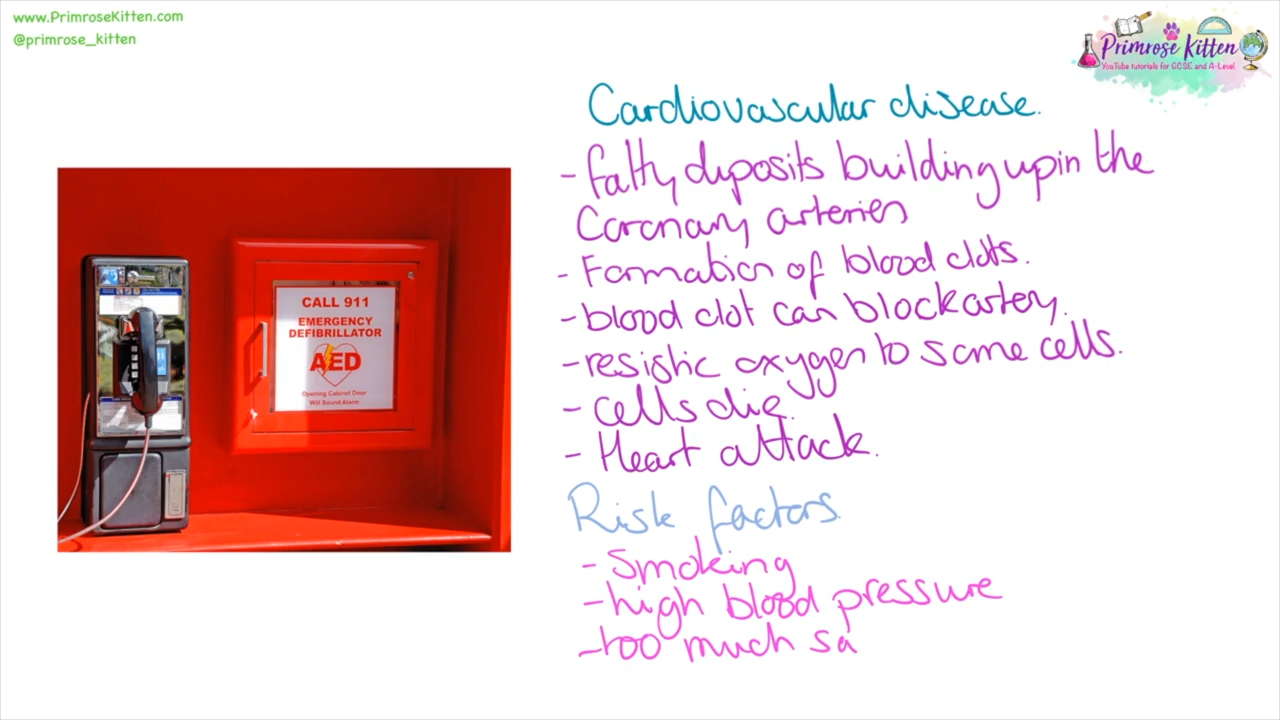 www.PrimroseKitten.com
@primrose_kitten
Primrose Kitten
YouTube tutorials for GCSE and A-Level
Cardiovascular disease.
- fatty deposits building up in the
Coronary arteries
- Formation of blood clots.
- blood clot can block artery.
- resistic oxygen to some cells.
- cells die.
- Heart attack.
Risk factors.
- Smoking
- high blood pressure
- too much sa
CALL 911
EMERGENCY
DEFIBRILLATOR
AED
Opening Cabinet Door
Will Sound Alarm